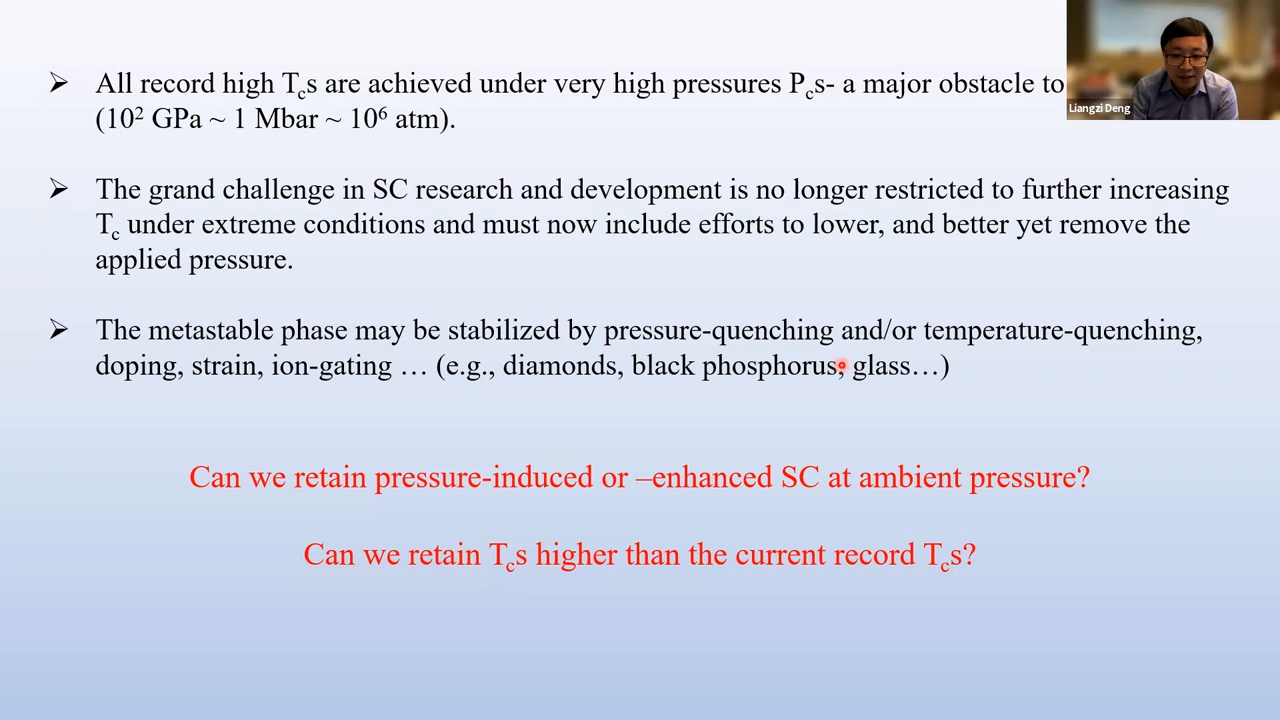 ➢ All record high Tcs are achieved under very high pressures Pcs- a major obstacle to
(10² GPa ~ 1 Mbar ~ 10⁶ atm).
➢ The grand challenge in SC research and development is no longer restricted to further increasing
Tc under extreme conditions and must now include efforts to lower, and better yet remove the
applied pressure.
➢ The metastable phase may be stabilized by pressure-quenching and/or temperature-quenching,
doping, strain, ion-gating … (e.g., diamonds, black phosphorus, glass…)
Can we retain pressure-induced or –enhanced SC at ambient pressure?
Can we retain Tcs higher than the current record Tcs?
Liangzi Deng